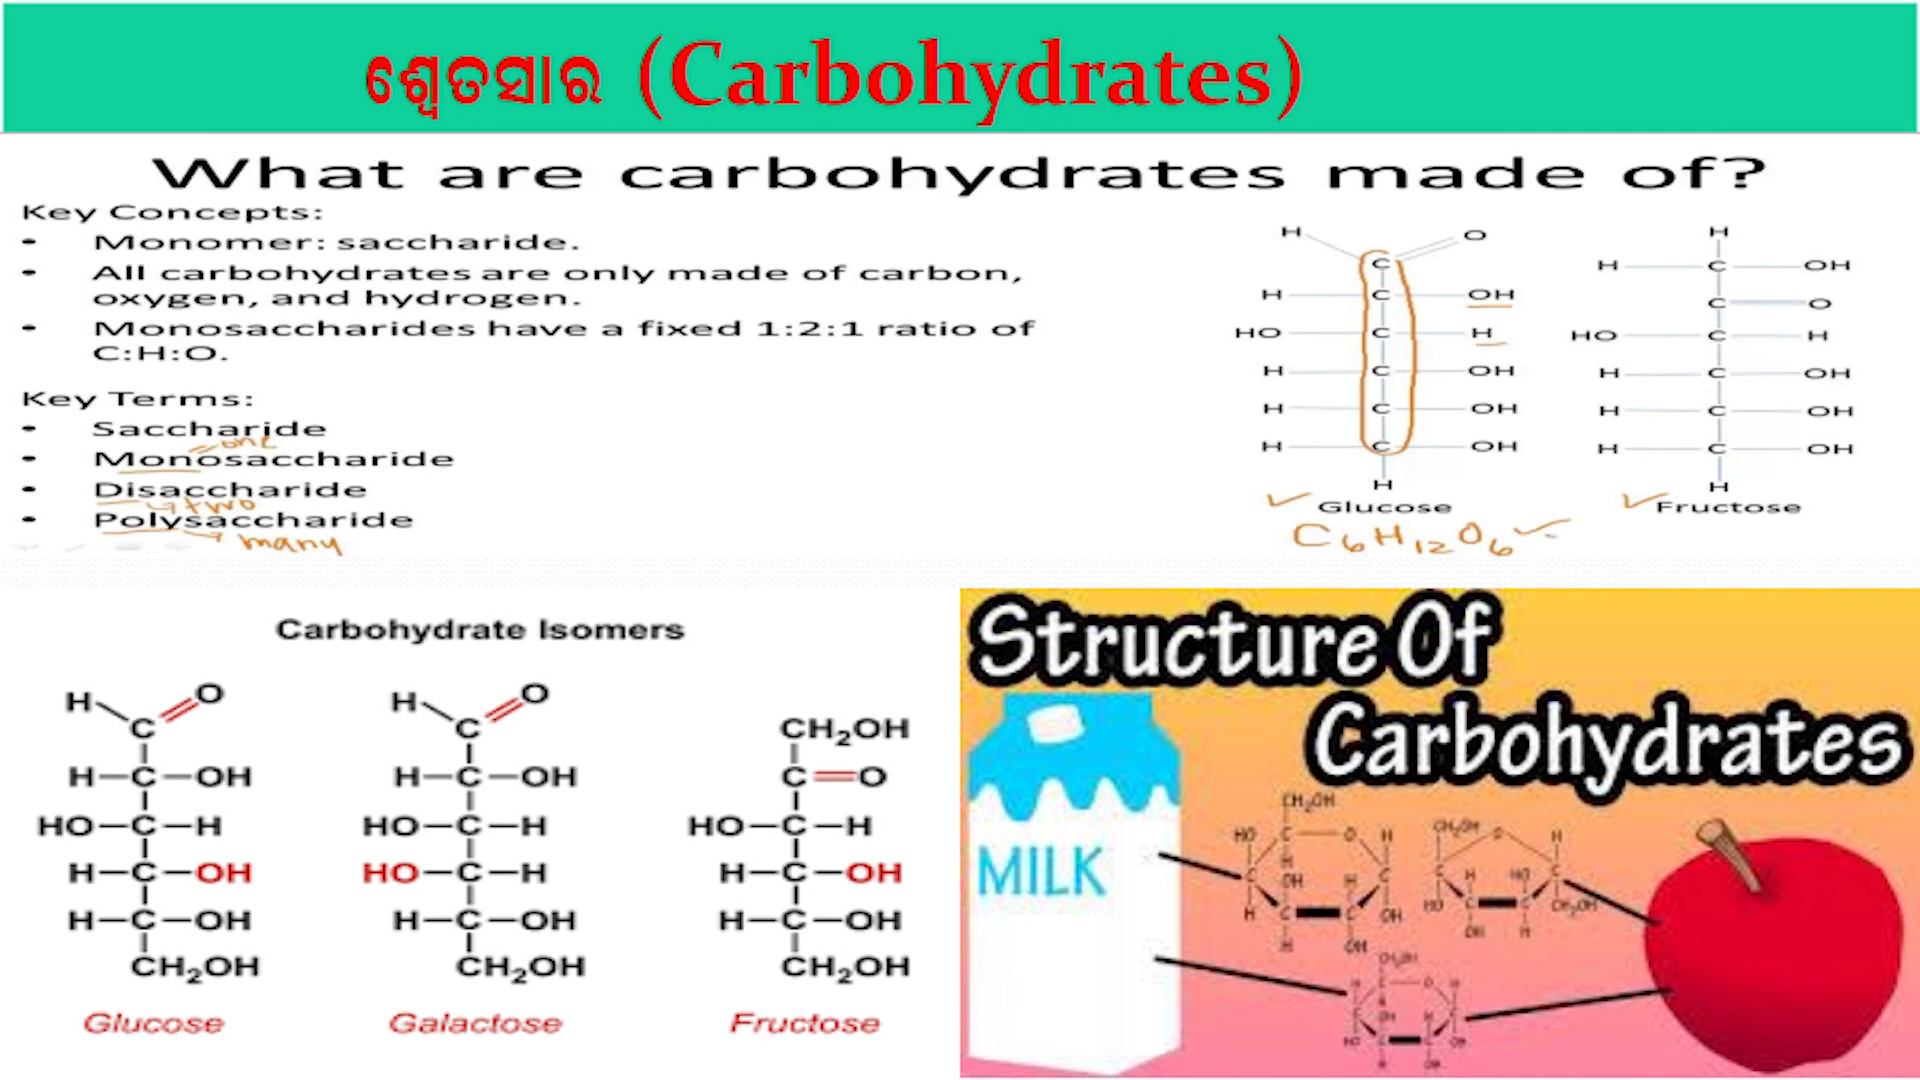 ଶ୍ୱେତସାର (Carbohydrates)
What are carbohydrates made of?
Key Concepts:
• Monomer: saccharide.
• All carbohydrates are only made of carbon,
oxygen, and hydrogen.
• Monosaccharides have a fixed 1:2:1 ratio of
C:H:O.
Key Terms:
• Saccharide
= one
• Monosaccharide
• Disaccharide
→ two
• Polysaccharide
→ many
H O
C
H C OH
HO C H
H C OH
H C OH
H C OH
H
Glucose
C6H12O6
H
H C OH
C O
HO C H
H C OH
H C OH
H C OH
H
Fructose
Carbohydrate Isomers
H O
C
H–C–OH
HO–C–H
H–C–OH
H–C–OH
CH₂OH
Glucose
H O
C
H–C–OH
HO–C–H
HO–C–H
H–C–OH
CH₂OH
Galactose
CH₂OH
C=O
HO–C–H
H–C–OH
H–C–OH
CH₂OH
Fructose
Structure Of
Carbohydrates
MILK